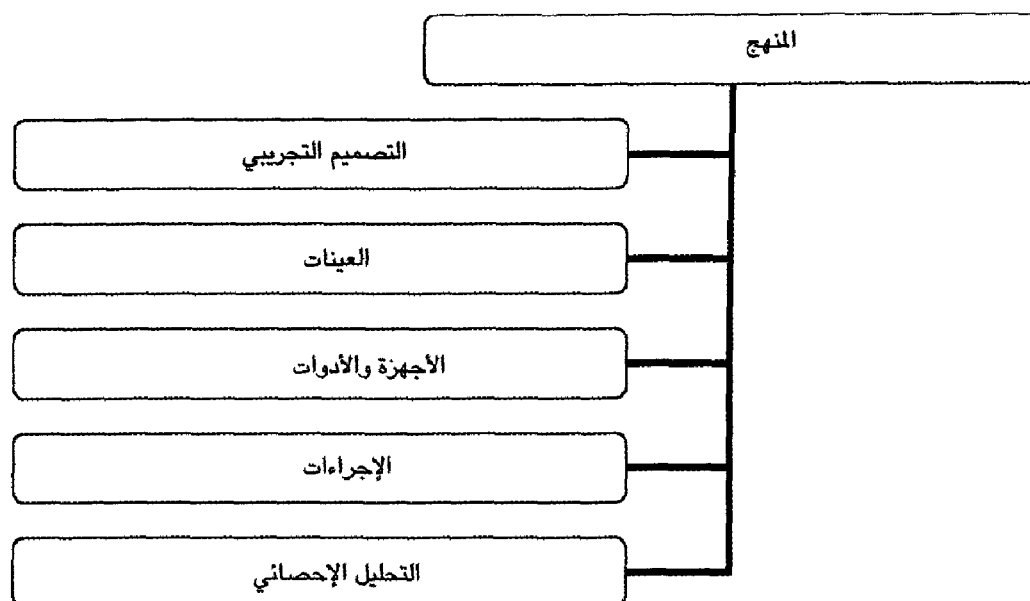 المنهج
التصميم التجريبي
العينات
الأجهزة والأدوات
الإجراءات
التحليل الإحصائي